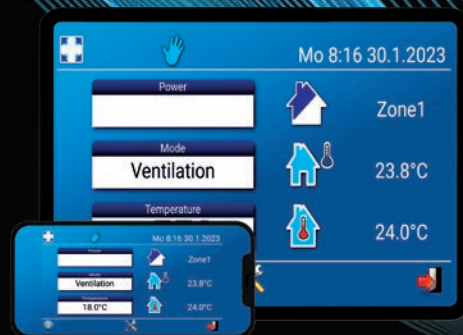 Mo 8:16 30.1.2023
Power
Zone1
Mode
Ventilation
23.8°C
Temperature
24.0°C
Mo 8:16 30.1.2023
Power
Zone1
Mode
Ventilation
23.8°C
Temperature
18.0°C
24.0°C